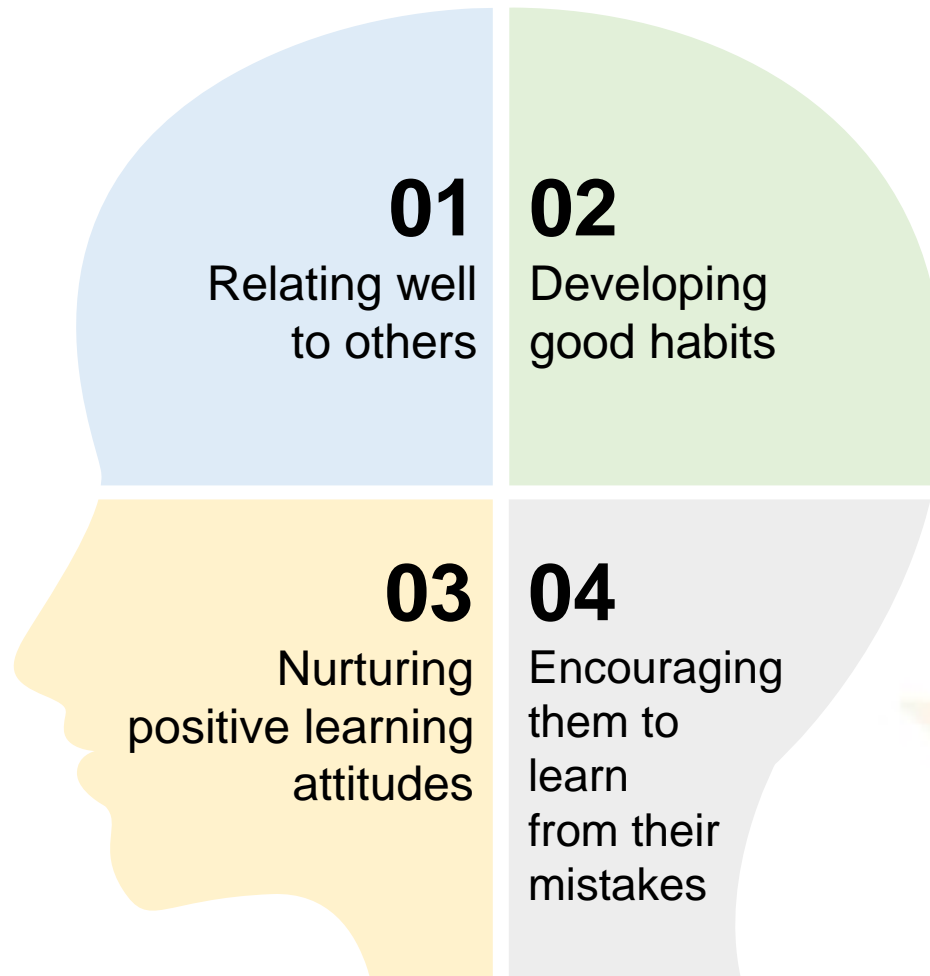 01
Relating well
to others
02
Developing
good habits
03
Nurturing
positive learning
attitudes
04
Encouraging
them to
learn
from their
mistakes